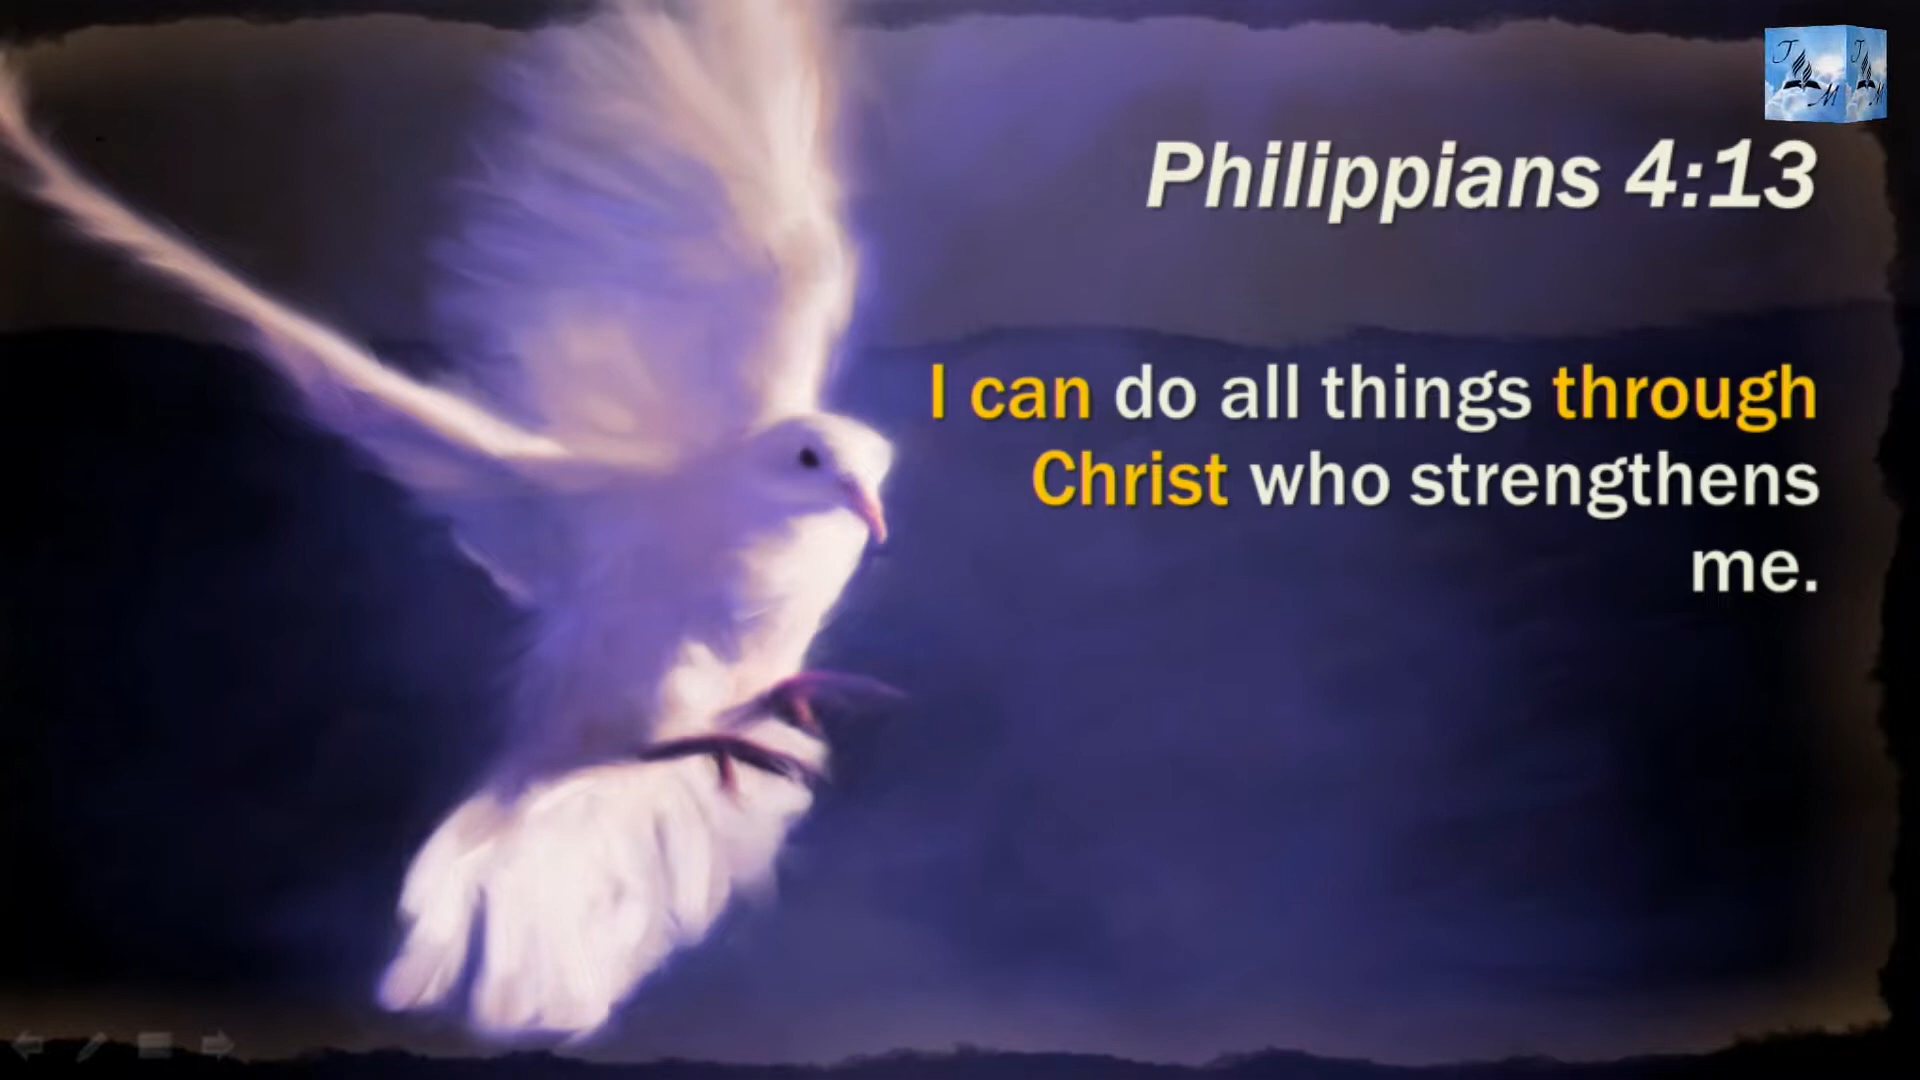 J M J M
Philippians 4:13
I can do all things through
Christ who strengthens
me.